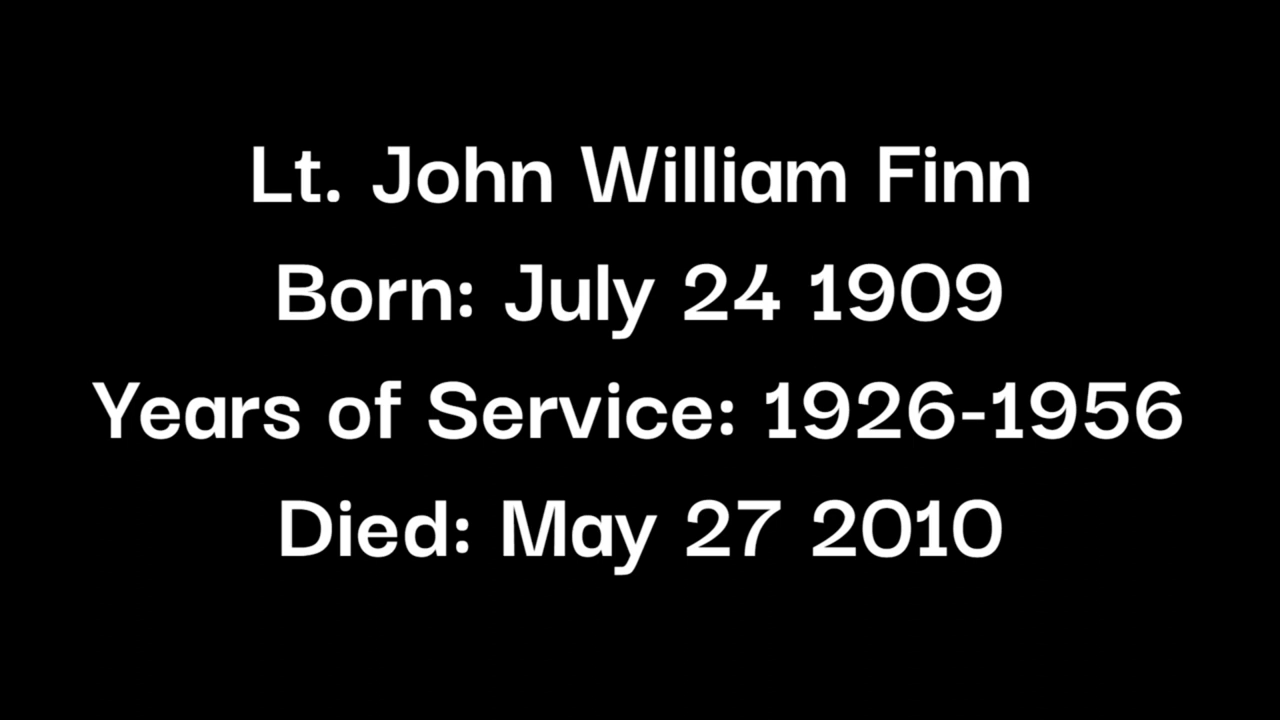 Lt. John William Finn
Born: July 24 1909
Years of Service: 1926-1956
Died: May 27 2010